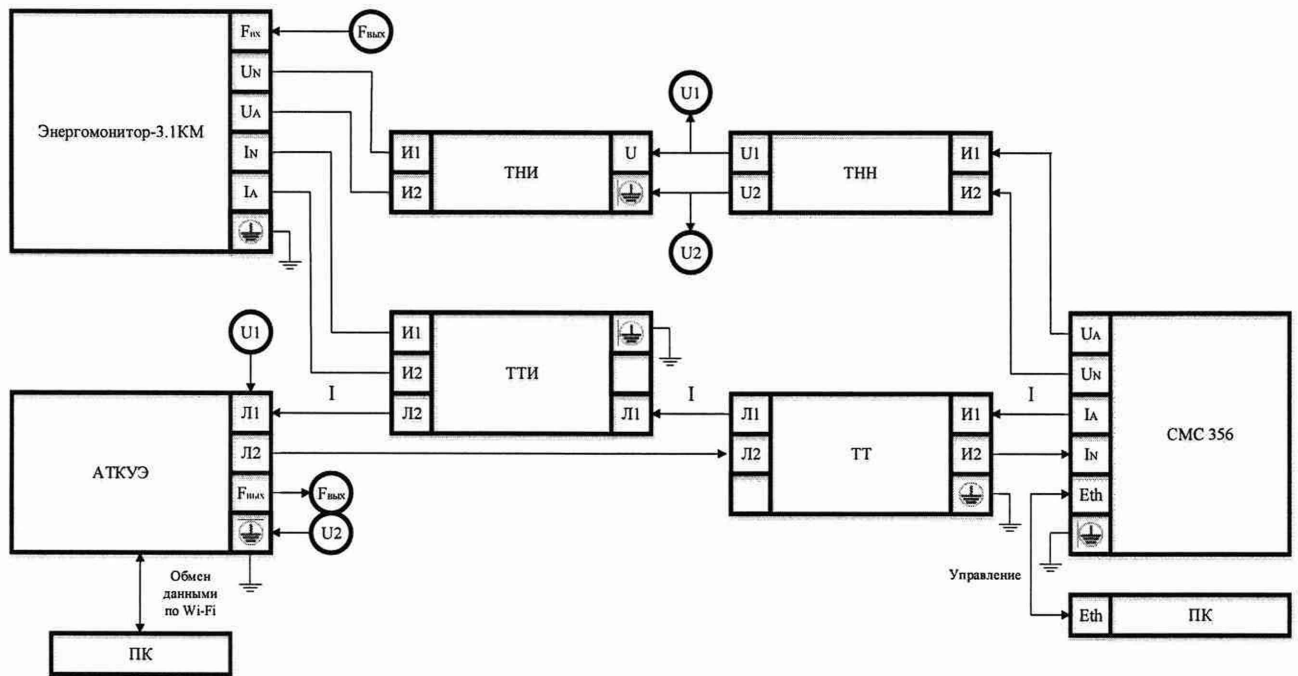 Энергомонитор-3.1КМ
Fвх
UN
UA
IN
IA
Fвых
ТНИ
И1
И2
U
U1
U2
ТНН
U1
U2
И1
И2
ТТИ
И1
И2
Л2
Л1
I
I
I
ТТ
Л1
Л2
И1
И2
СМС 356
UA
UN
IA
IN
Eth
Управление
Eth
ПК
U1
АТКУЭ
Л1
Л2
Fвых
Fвых
U2
Обмен
данными
по Wi-Fi
ПК